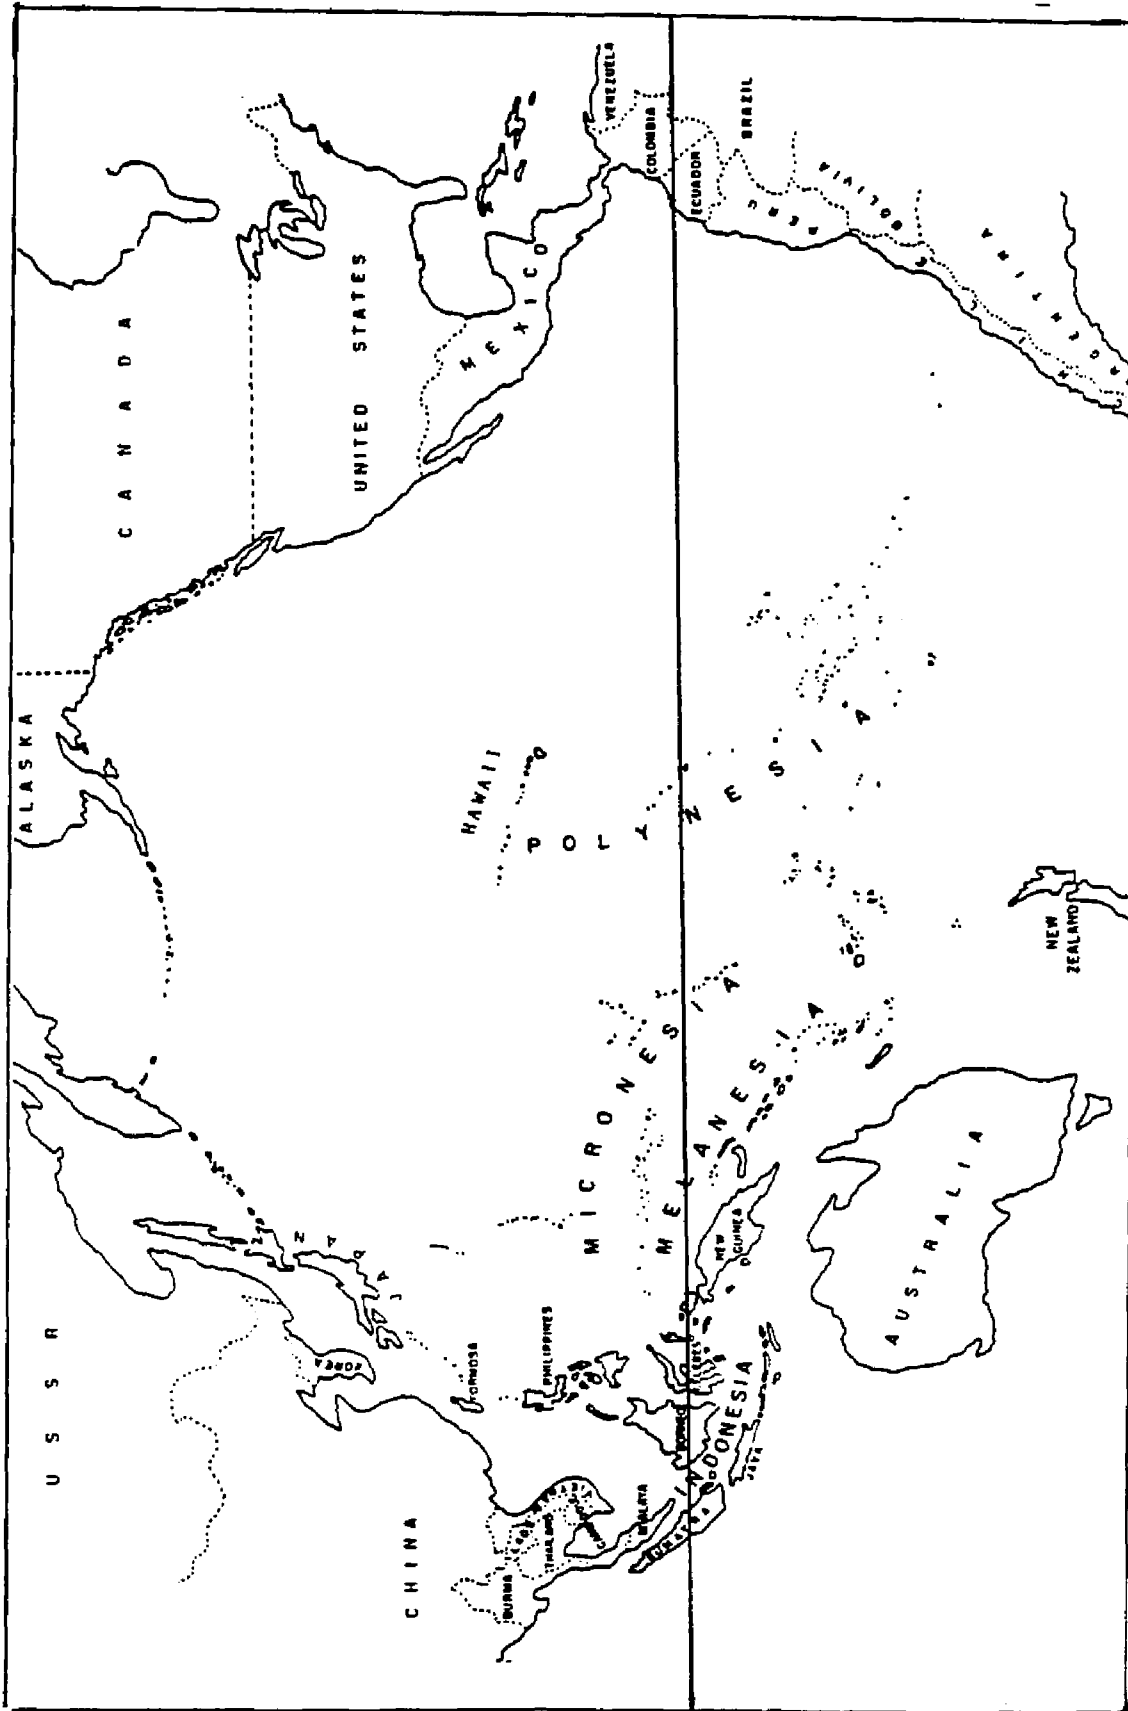 U S S R
ALASKA
CANADA
UNITED STATES
MEXICO
CHINA
KOREA
JAPAN
FORMOSA
BURMA
THAILAND
PHILIPPINES
HAWAII
MALAYA
VENEZUELA
COLOMBIA
ECUADOR
BRAZIL
PERU
BOLIVIA
CHILE
ARGENTINA
MICRONESIA
POLYNESIA
MELANESIA
SUMATRA
BORNEO
CELEBES
INDONESIA
JAVA
NEW
GUINEA
AUSTRALIA
NEW
ZEALAND